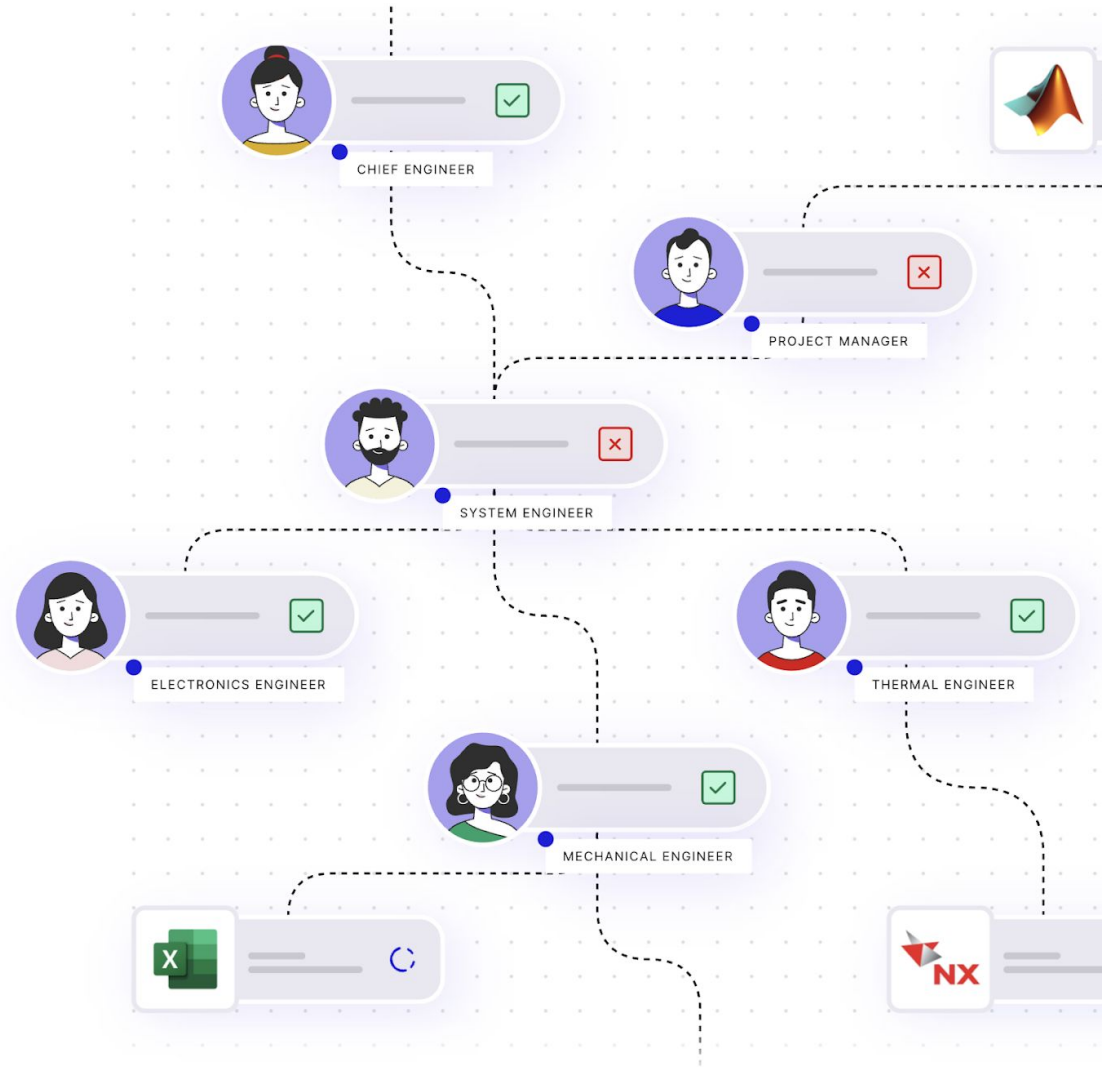 CHIEF ENGINEER
PROJECT MANAGER
SYSTEM ENGINEER
ELECTRONICS ENGINEER
THERMAL ENGINEER
MECHANICAL ENGINEER
X
NX